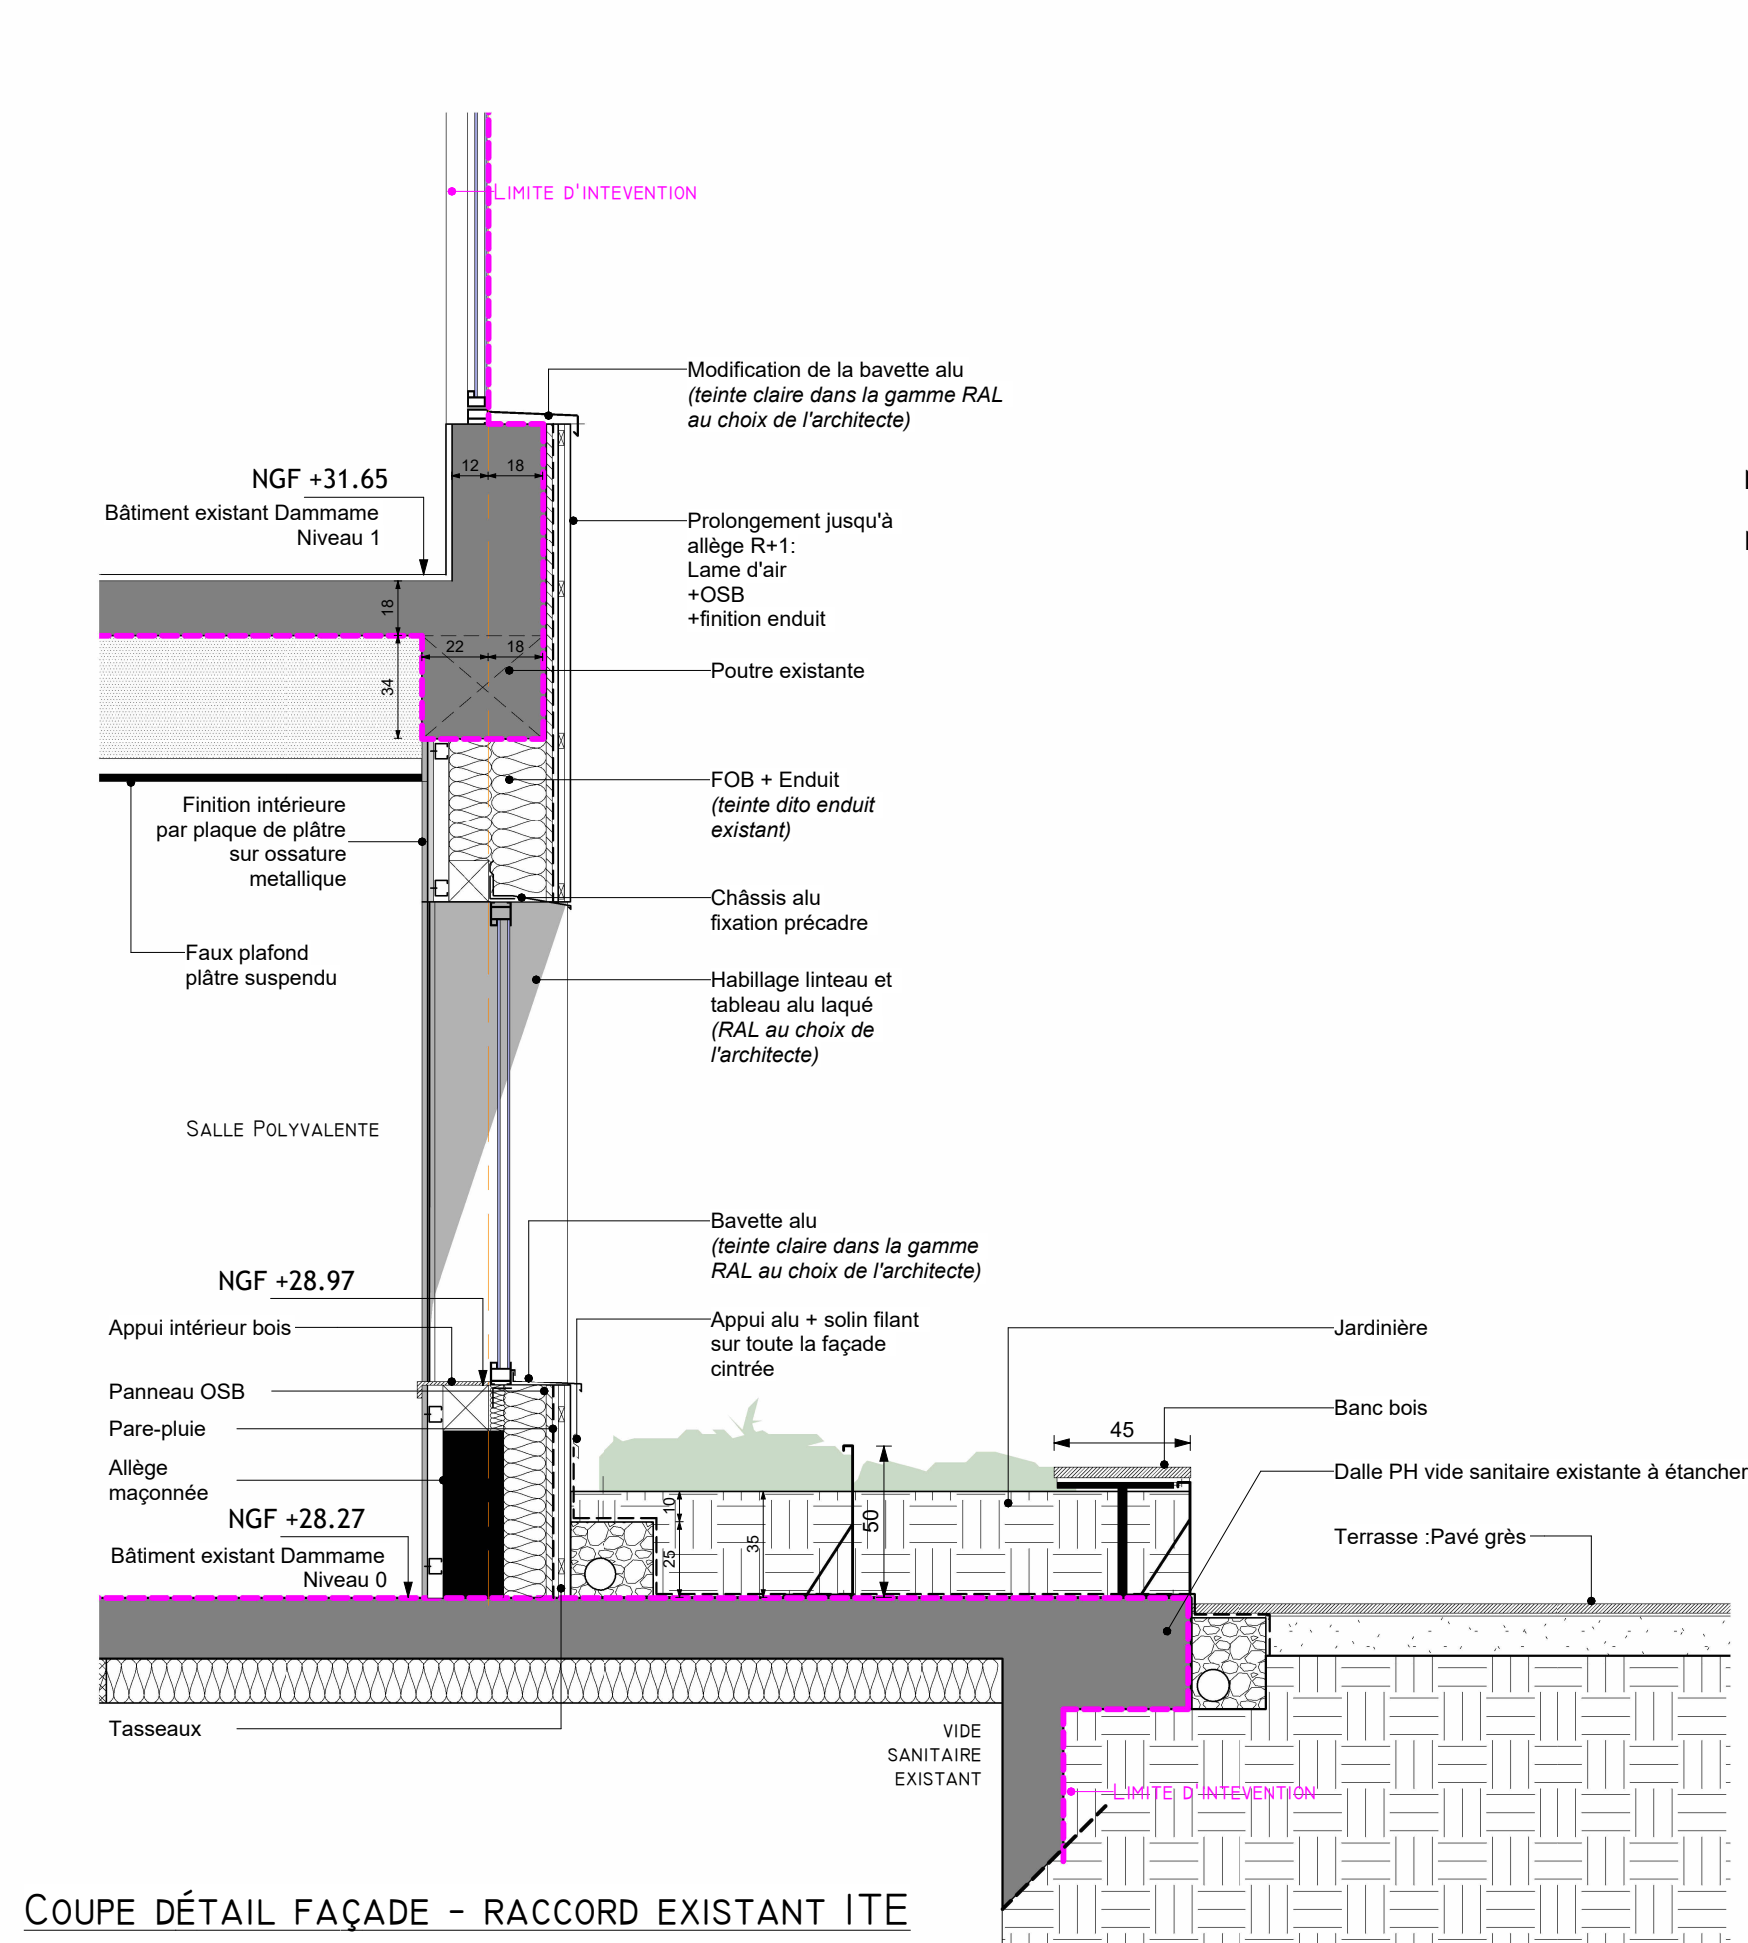 LIMITE D'INTEVENTION
Modification de la bavette alu
(teinte claire dans la gamme RAL
au choix de l'architecte)
12
18
NGF +31.65
Bâtiment existant Dammame
Niveau 1
Prolongement jusqu'à
allège R+1:
Lame d'air
+OSB
+finition enduit
18
22
18
34
Poutre existante
FOB + Enduit
(teinte dito enduit
existant)
Finition intérieure
par plaque de plâtre
sur ossature
metallique
Châssis alu
fixation précadre
Faux plafond
plâtre suspendu
Habillage linteau et
tableau alu laqué
(RAL au choix de
l'architecte)
SALLE POLYVALENTE
Bavette alu
(teinte claire dans la gamme
RAL au choix de l'architecte)
NGF +28.97
Appui intérieur bois
Appui alu + solin filant
sur toute la façade
cintrée
Jardinière
Panneau OSB
Pare-pluie
Banc bois
45
Allège
maçonnée
Dalle PH vide sanitaire existante à étancher
10
25
35
50
NGF +28.27
Bâtiment existant Dammame
Niveau 0
Terrasse :Pavé grès
Tasseaux
VIDE
SANITAIRE
EXISTANT
LIMITE D'INTEVENTION
COUPE DÉTAIL FAÇADE - RACCORD EXISTANT ITE